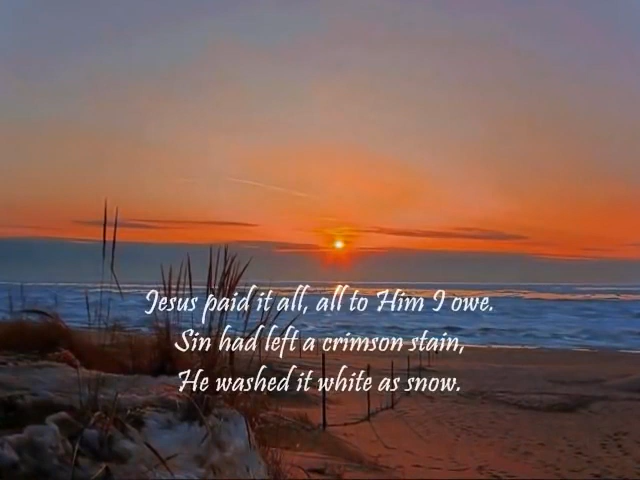 Jesus paid it all, all to Him I owe.
Sin had left a crimson stain,
He washed it white as snow.